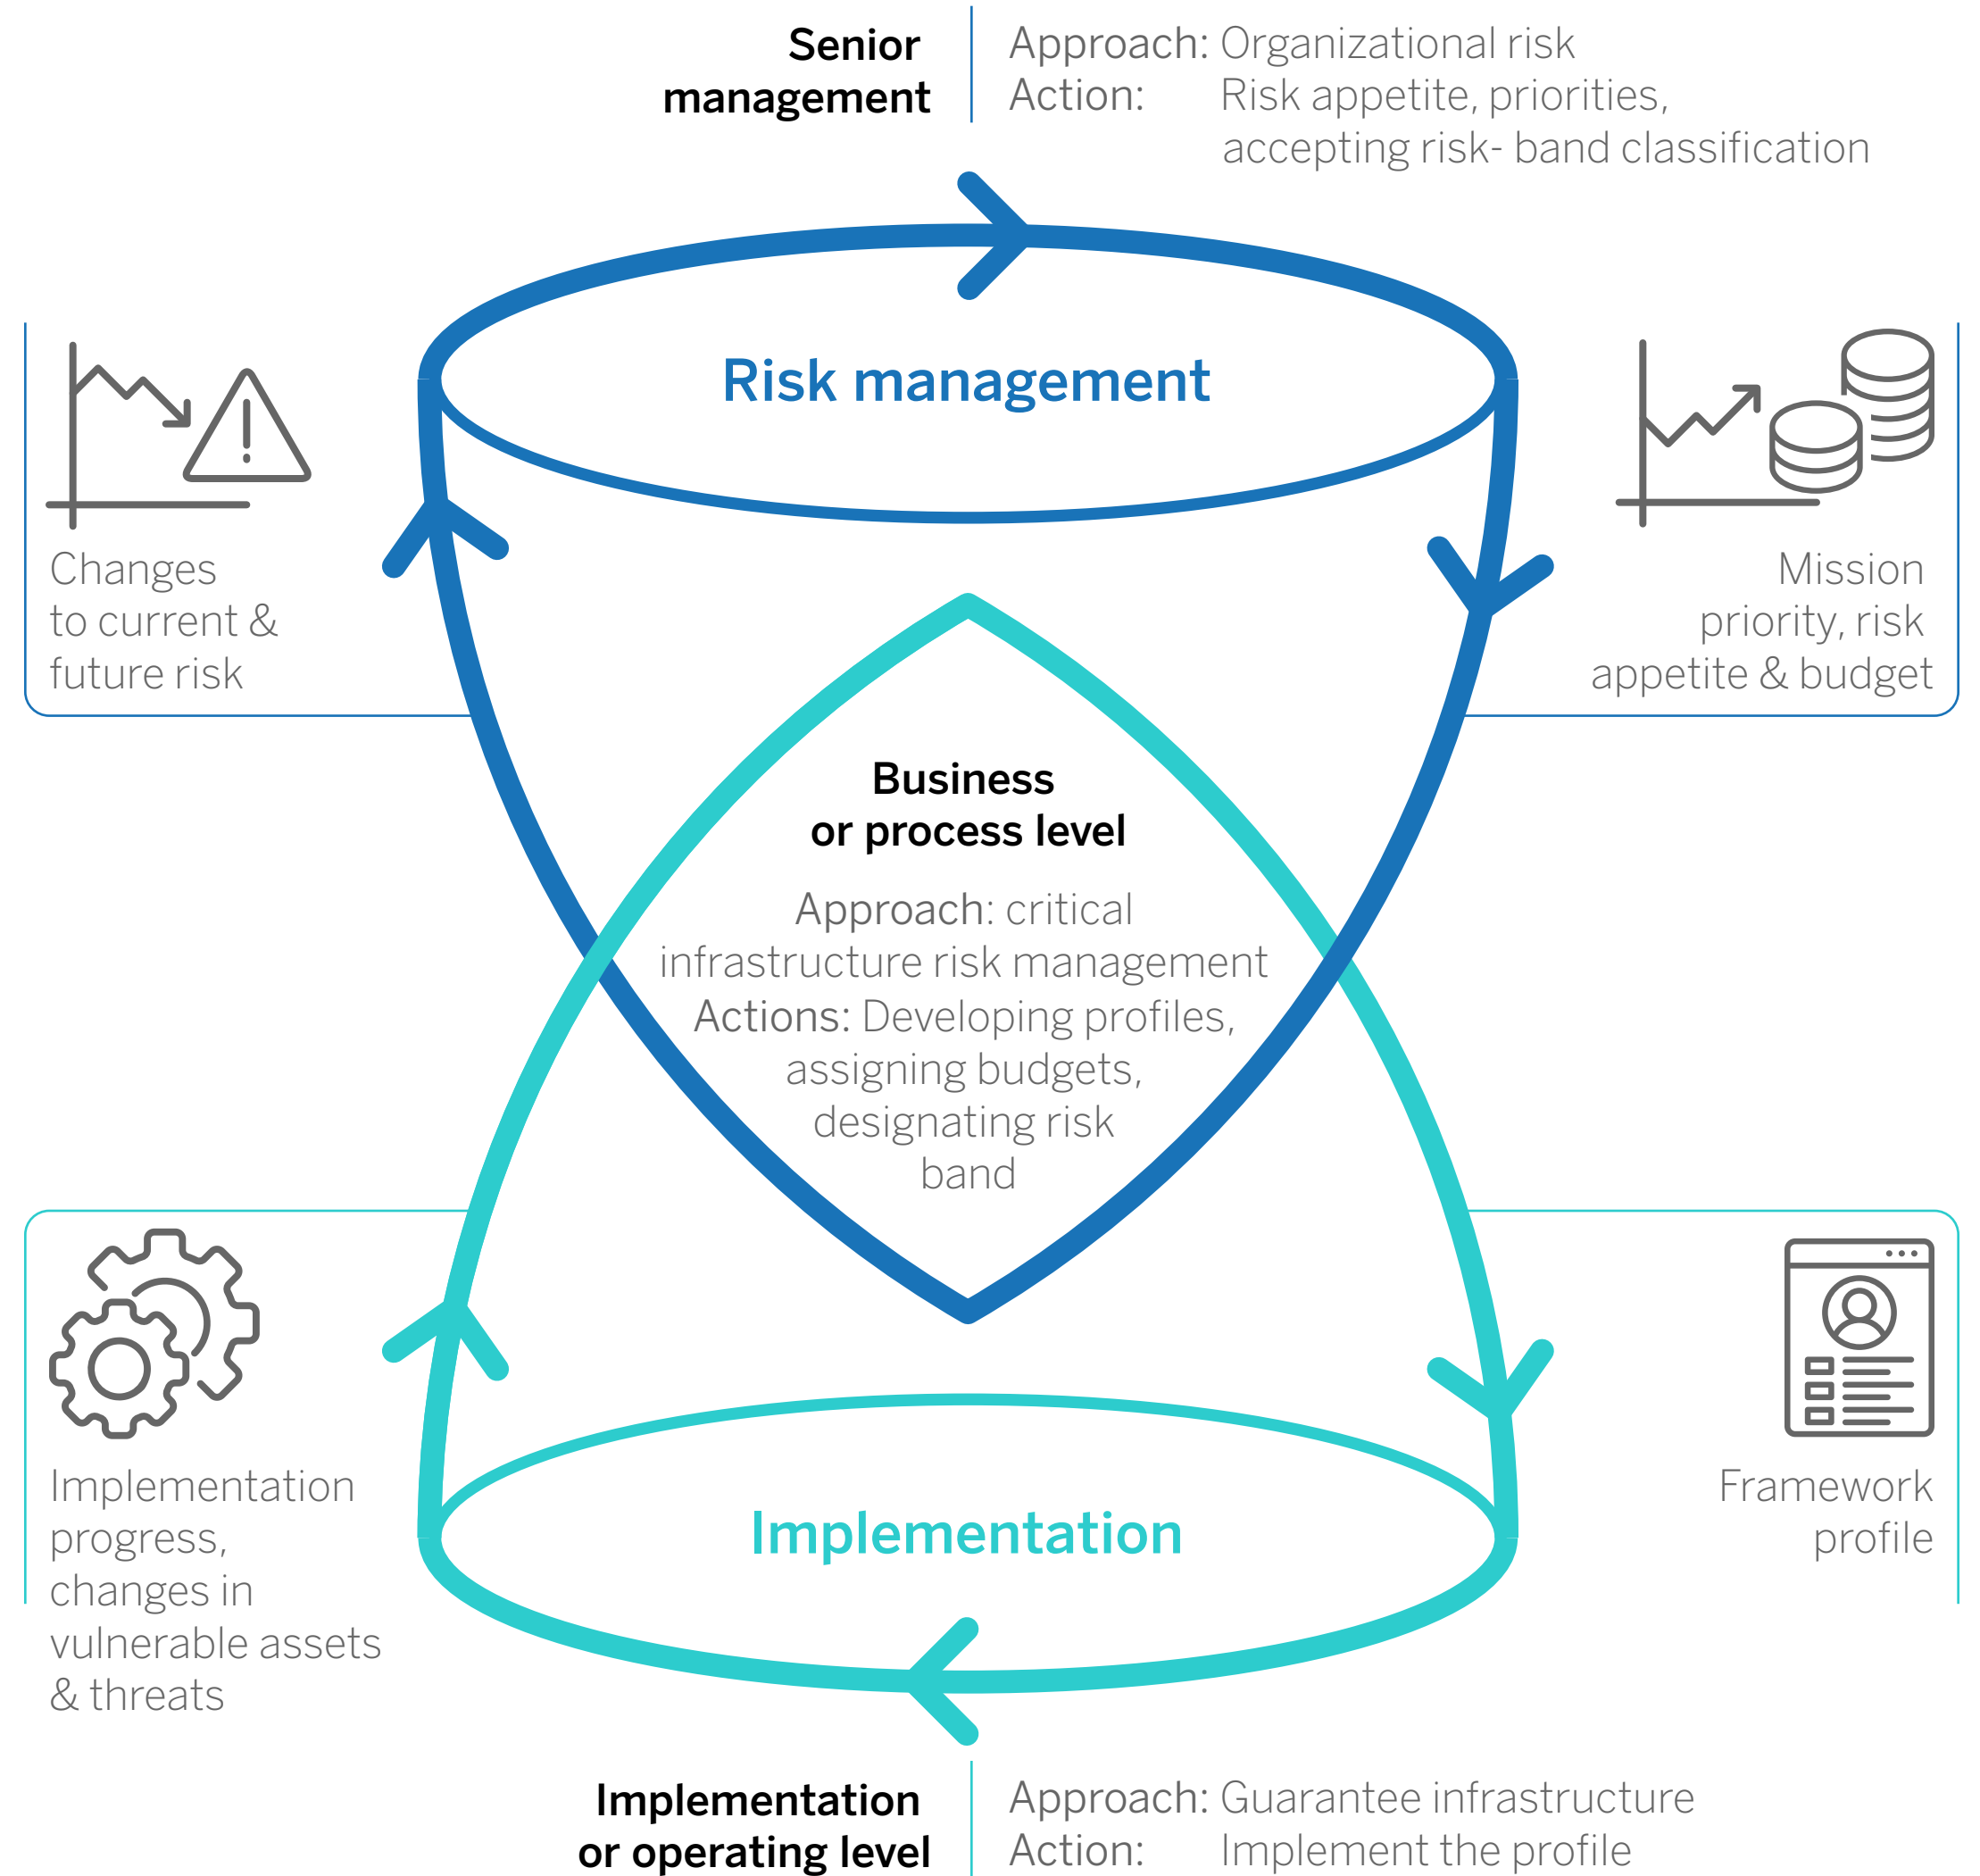 Senior
management
Approach: Organizational risk
Action: Risk appetite, priorities,
accepting risk- band classification
Risk management
Changes
to current &
future risk
Mission
priority, risk
appetite & budget
Business
or process level
Approach: critical
infrastructure risk management
Actions: Developing profiles,
assigning budgets,
designating risk
band
Implementation
progress,
changes in
vulnerable assets
& threats
Framework
profile
Implementation
Implementation
or operating level
Approach: Guarantee infrastructure
Action: Implement the profile